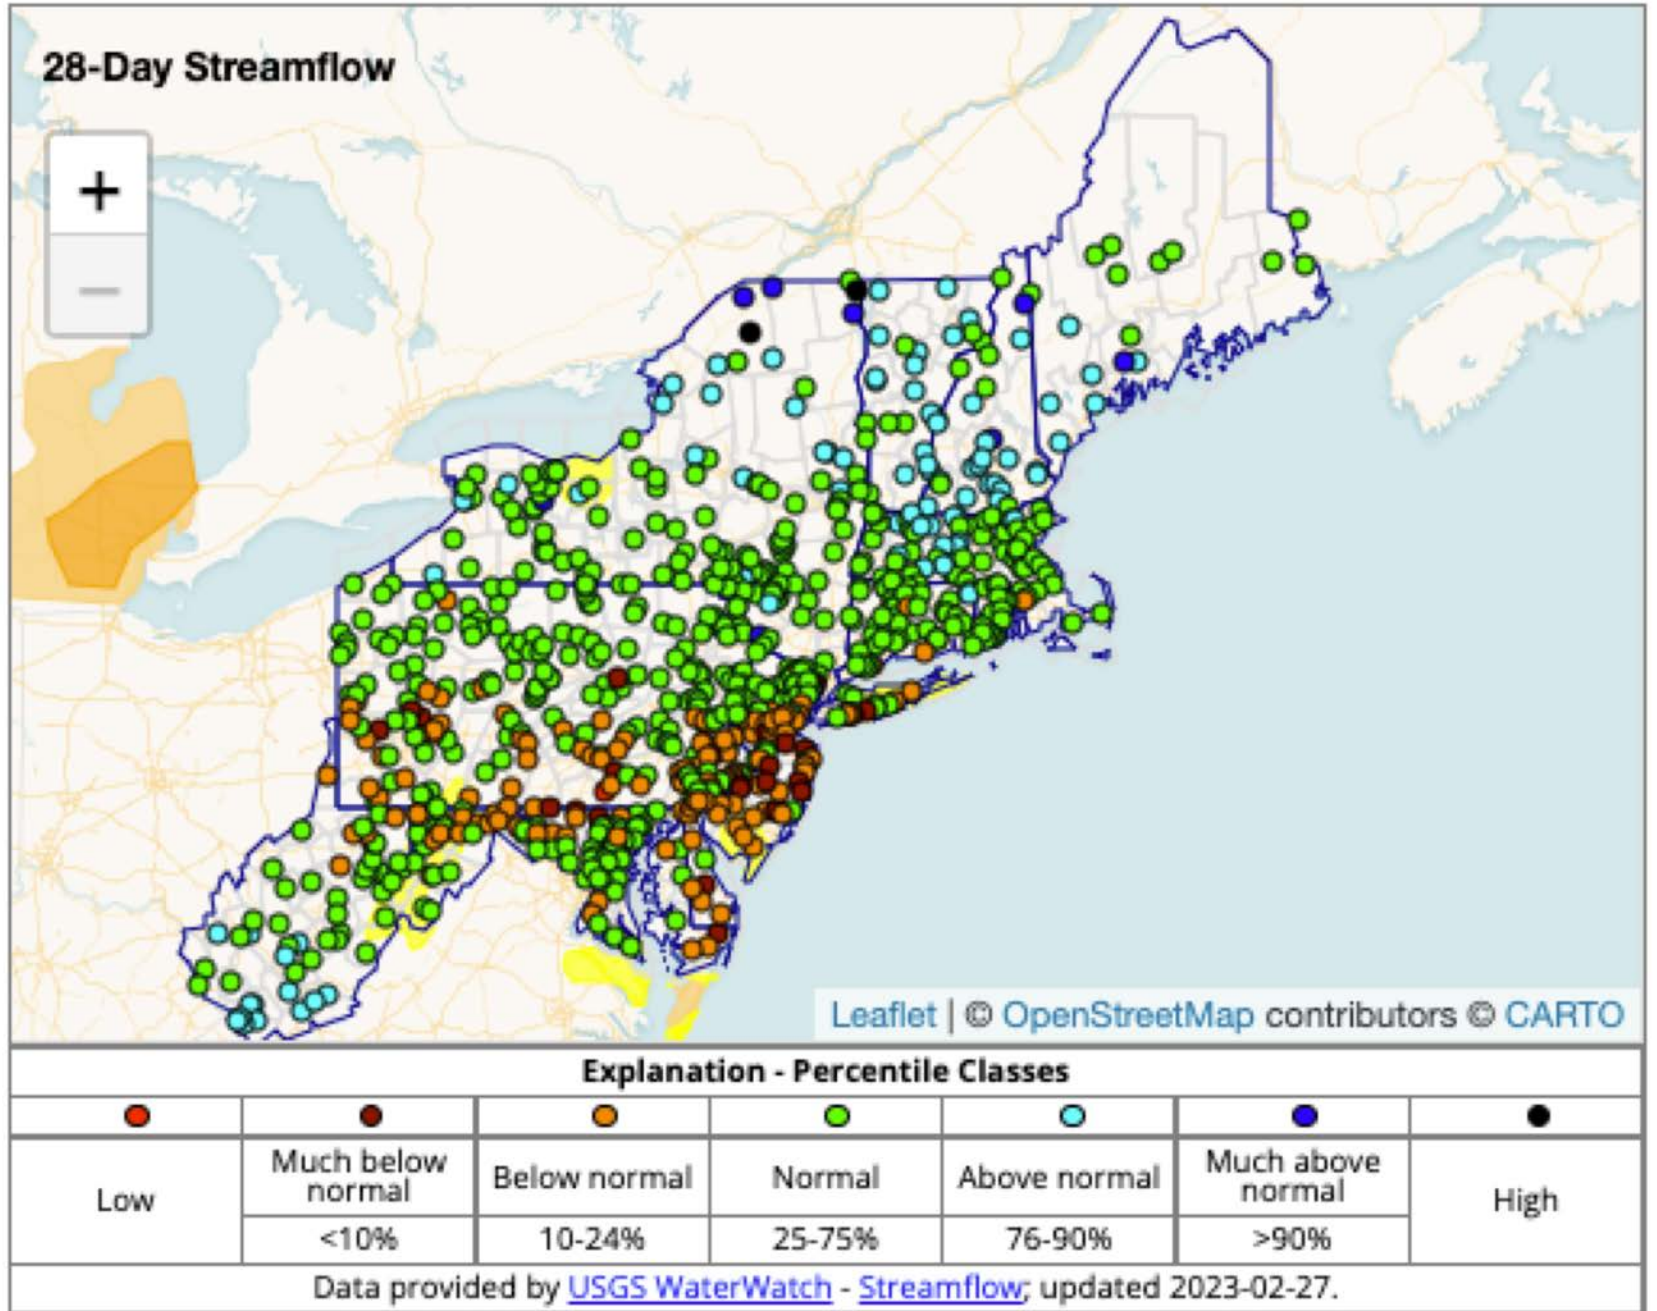 28-Day Streamflow
+
−
Leaflet | © OpenStreetMap contributors © CARTO
Explanation - Percentile Classes
Low
Much below normal
Below normal
Normal
Above normal
Much above normal
High
<10%
10-24%
25-75%
76-90%
>90%
Data provided by USGS WaterWatch - Streamflow; updated 2023-02-27.